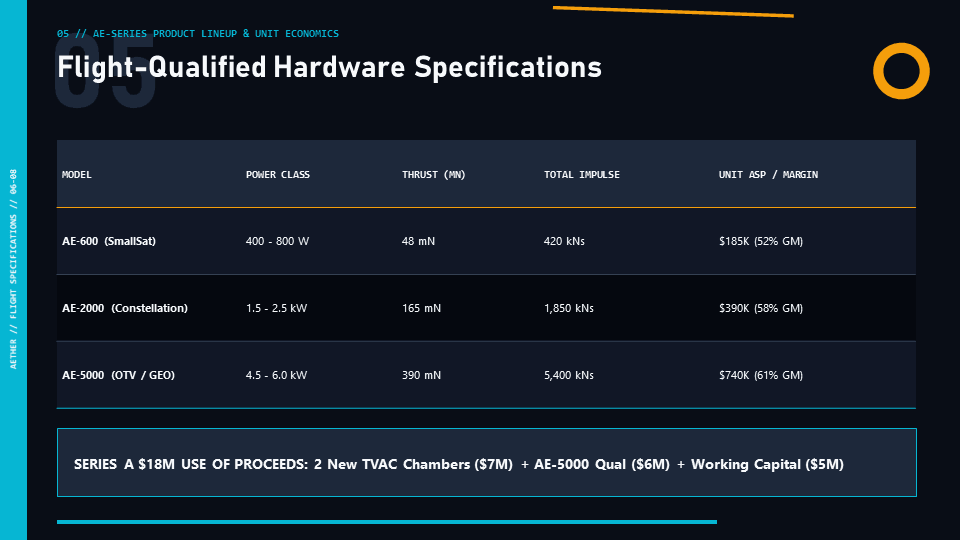 05 // AE-SERIES PRODUCT LINEUP & UNIT ECONOMICS
05
Flight-Qualified Hardware Specifications
AETHER // FLIGHT SPECIFICATIONS // 06-08
MODEL POWER CLASS THRUST (MN) TOTAL IMPULSE UNIT ASP / MARGIN
AE-600 (SmallSat) 400 - 800 W 48 mN 420 kNs $185K (52% GM)
AE-2000 (Constellation) 1.5 - 2.5 kW 165 mN 1,850 kNs $390K (58% GM)
AE-5000 (OTV / GEO) 4.5 - 6.0 kW 390 mN 5,400 kNs $740K (61% GM)
SERIES A $18M USE OF PROCEEDS: 2 New TVAC Chambers ($7M) + AE-5000 Qual ($6M) + Working Capital ($5M)